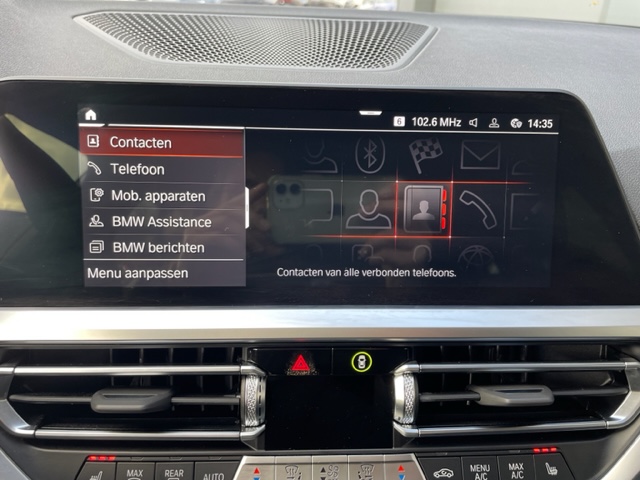 6 102.6 MHz 14:35
Contacten
Telefoon
Mob. apparaten
BMW Assistance
BMW berichten
Menu aanpassen
Contacten van alle verbonden telefoons.
MAX
REAR
AUTO
MENU
A/C
MAX
A/C